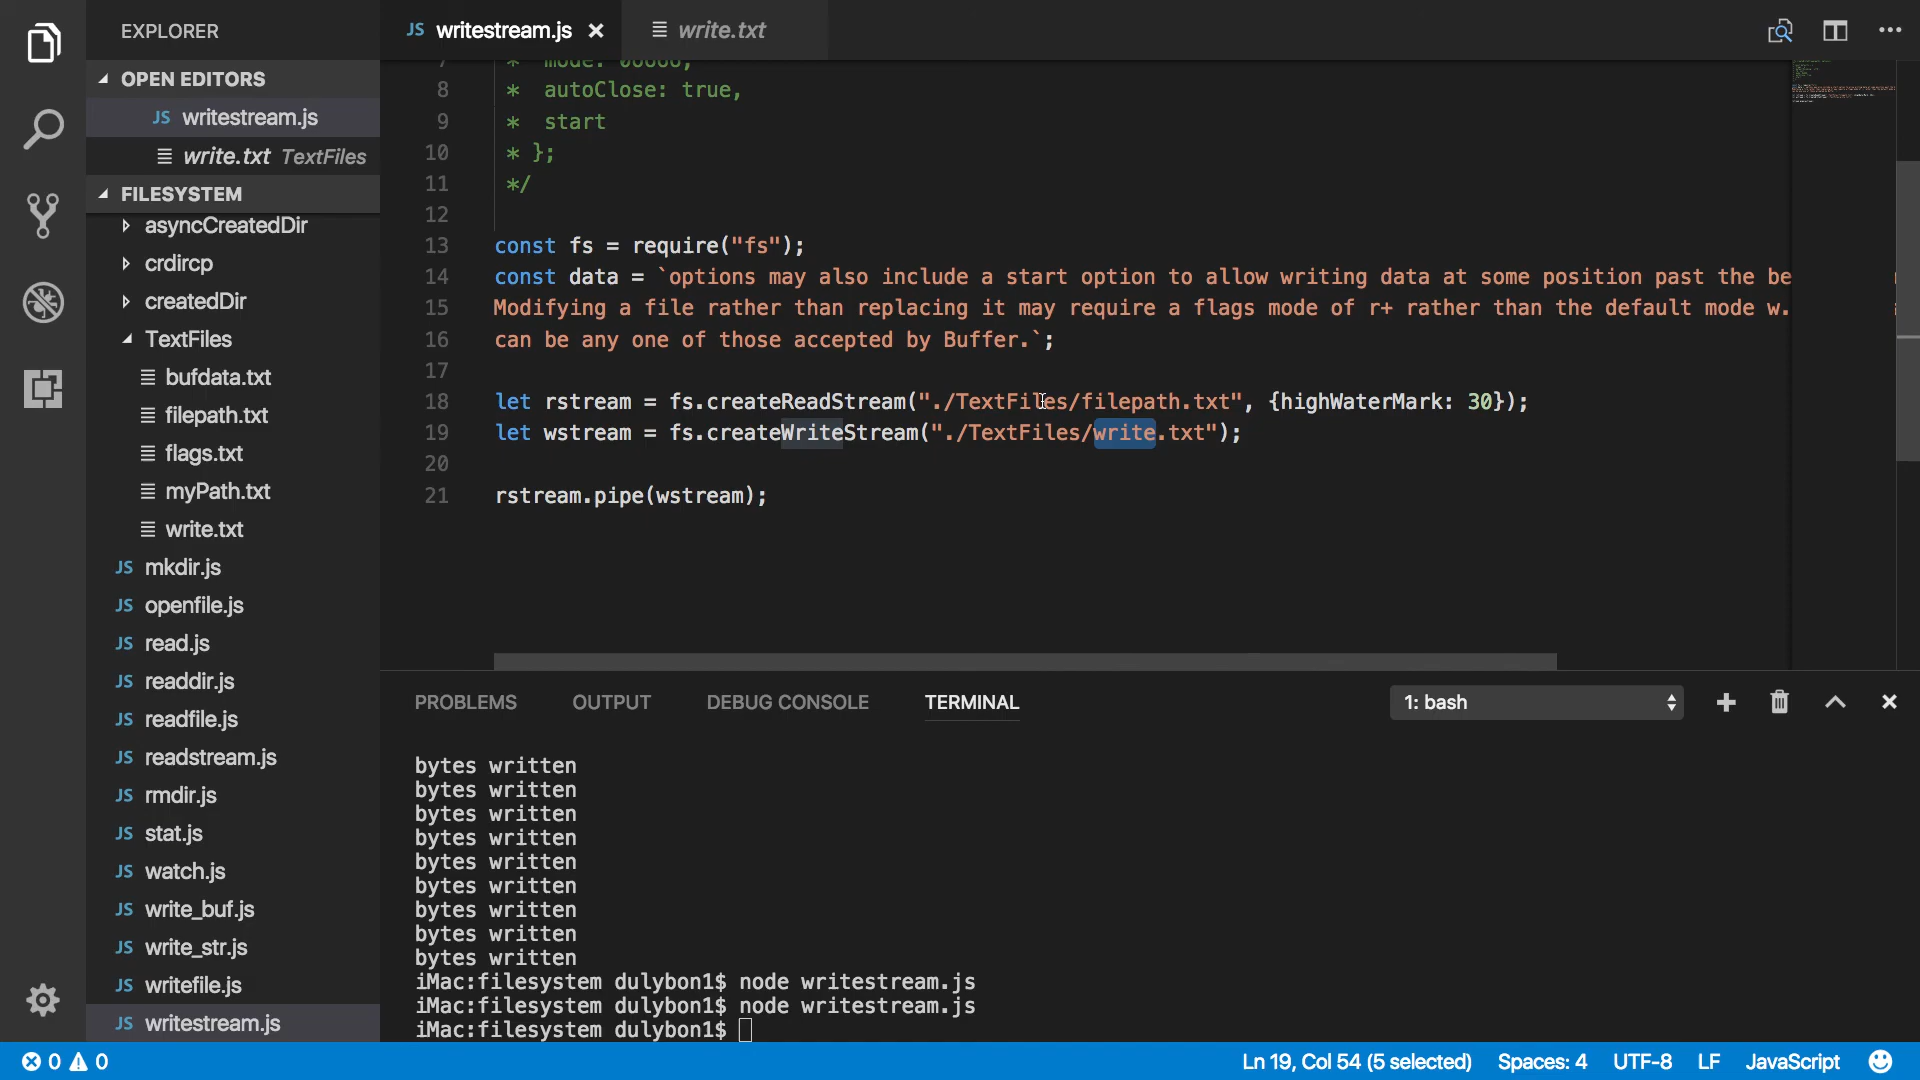 EXPLORER
OPEN EDITORS
JS writestream.js
write.txt TextFiles
FILESYSTEM
asyncCreatedDir
crdircp
createdDir
TextFiles
bufdata.txt
filepath.txt
flags.txt
myPath.txt
write.txt
JS mkdir.js
JS openfile.js
JS read.js
JS readdir.js
JS readfile.js
JS readstream.js
JS rmdir.js
JS stat.js
JS watch.js
JS write_buf.js
JS write_str.js
JS writefile.js
JS writestream.js
JS writestream.js
write.txt
8 * autoClose: true,
9 * start
10 * };
11 */
12
13 const fs = require("fs");
14 const data = `options may also include a start option to allow writing data at some position past the be
15 Modifying a file rather than replacing it may require a flags mode of r+ rather than the default mode w.
16 can be any one of those accepted by Buffer.`;
17
18 let rstream = fs.createReadStream("./TextFiles/filepath.txt", {highWaterMark: 30});
19 let wstream = fs.createWriteStream("./TextFiles/write.txt");
20
21 rstream.pipe(wstream);
PROBLEMS OUTPUT DEBUG CONSOLE TERMINAL 1: bash
bytes written
bytes written
bytes written
bytes written
bytes written
bytes written
bytes written
bytes written
bytes written
iMac:filesystem dulybon1$ node writestream.js
iMac:filesystem dulybon1$ node writestream.js
iMac:filesystem dulybon1$
0 0 Ln 19, Col 54 (5 selected) Spaces: 4 UTF-8 LF JavaScript